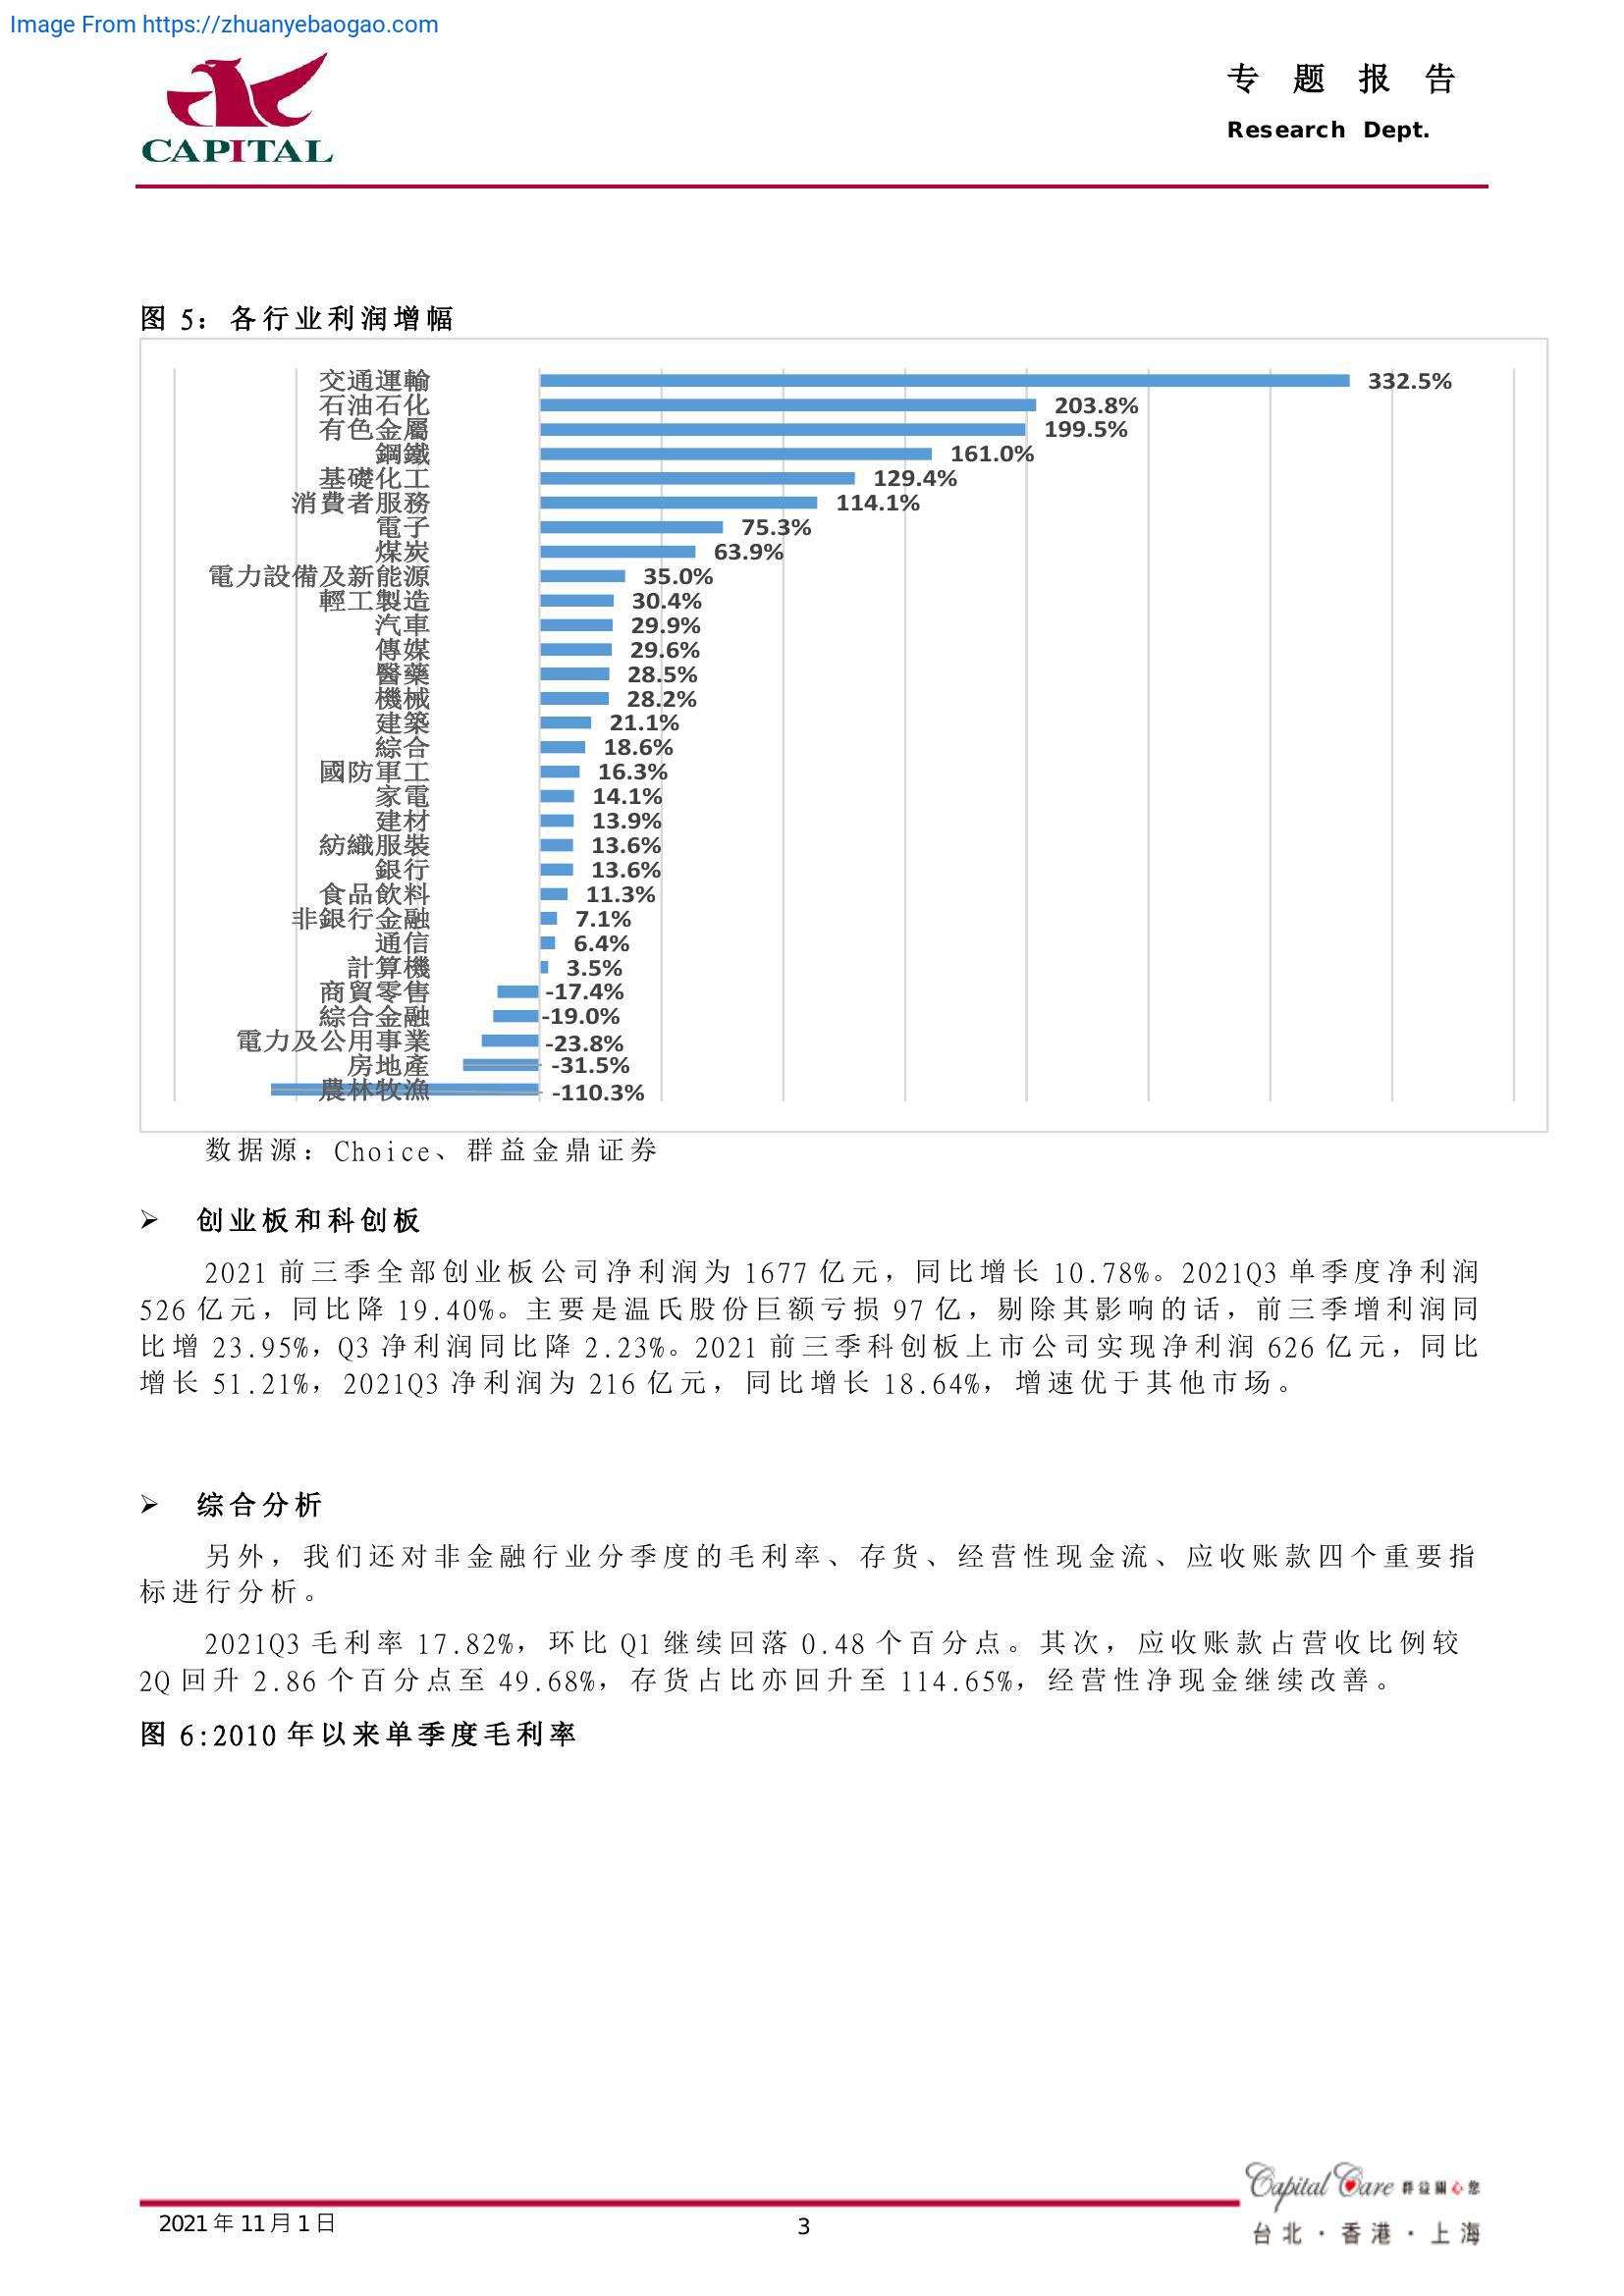 Image From https://zhuanyebaogao.com
CAPITAL
专 题 报 告
Research Dept.
图 5：各行业利润增幅
交通運輸 332.5%
石油石化 203.8%
有色金屬 199.5%
鋼鐵 161.0%
基礎化工 129.4%
消費者服務 114.1%
電子 75.3%
煤炭 63.9%
電力設備及新能源 35.0%
輕工製造 30.4%
汽車 29.9%
傳媒 29.6%
醫藥 28.5%
機械 28.2%
建築 21.1%
綜合 18.6%
國防軍工 16.3%
家電 14.1%
建材 13.9%
紡織服裝 13.6%
銀行 13.6%
食品飲料 11.3%
非銀行金融 7.1%
通信 6.4%
計算機 3.5%
商貿零售 -17.4%
綜合金融 -19.0%
電力及公用事業 -23.8%
房地產 -31.5%
農林牧漁 -110.3%
数据源：Choice、群益金鼎证券
➢ 创业板和科创板
2021 前三季全部创业板公司净利润为 1677 亿元，同比增长 10.78%。2021Q3 单季度净利润
526 亿元，同比降 19.40%。主要是温氏股份巨额亏损 97 亿，剔除其影响的话，前三季增利润同
比增 23.95%，Q3 净利润同比降 2.23%。2021 前三季科创板上市公司实现净利润 626 亿元，同比
增长 51.21%，2021Q3 净利润为 216 亿元，同比增长 18.64%，增速优于其他市场。
➢ 综合分析
另外，我们还对非金融行业分季度的毛利率、存货、经营性现金流、应收账款四个重要指
标进行分析。
2021Q3 毛利率 17.82%，环比 Q1 继续回落 0.48 个百分点。其次，应收账款占营收比例较
2Q 回升 2.86 个百分点至 49.68%，存货占比亦回升至 114.65%，经营性净现金继续改善。
图 6:2010 年以来单季度毛利率
Capital Care 群益關心您
2021 年 11 月 1 日
3
台北·香港·上海